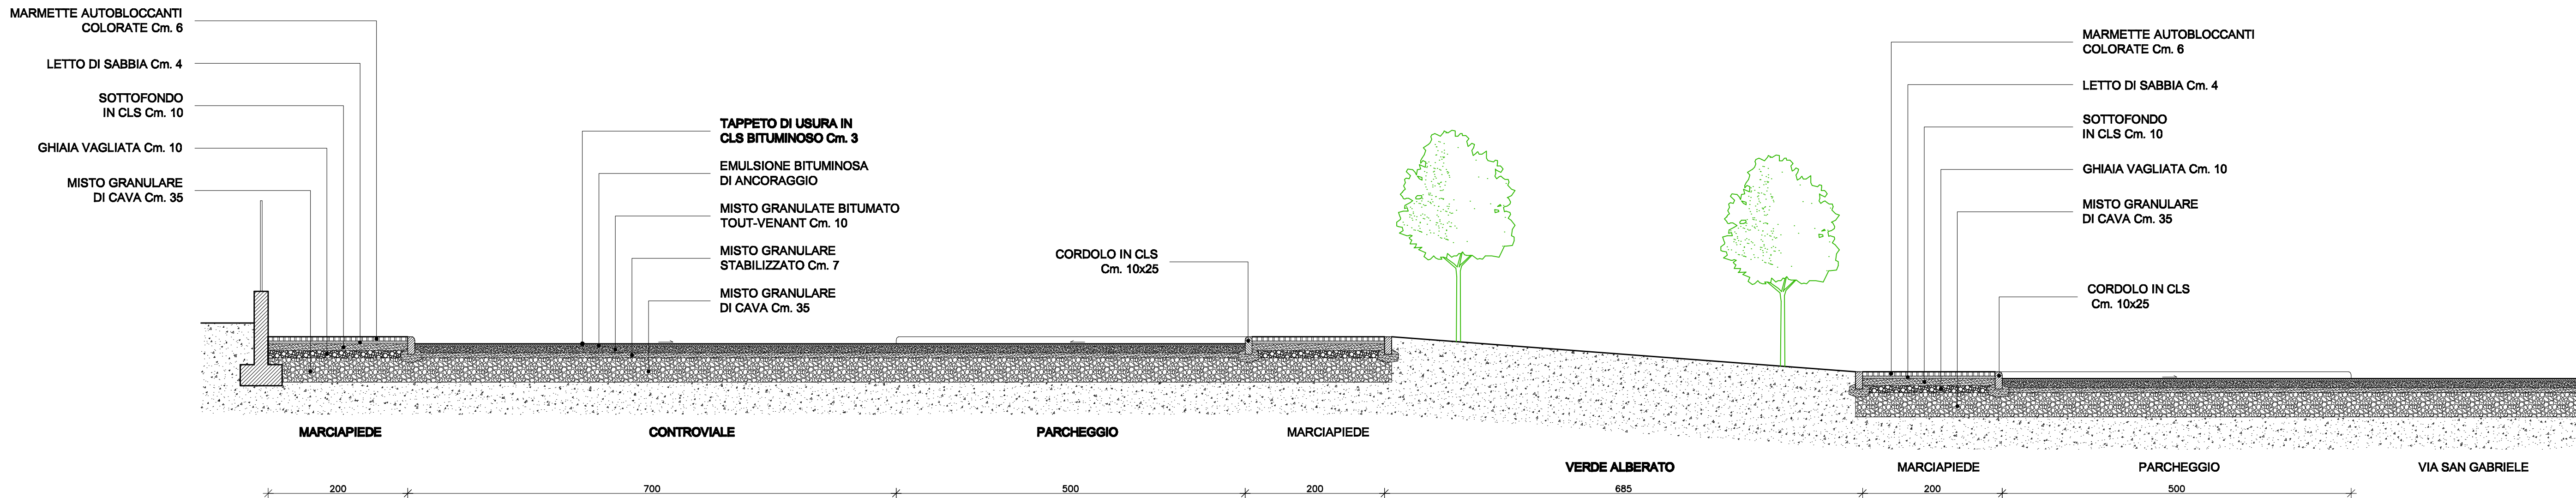 MARMETTE AUTOBLOCCANTI
COLORATE Cm. 6
LETTO DI SABBIA Cm. 4
SOTTOFONDO
IN CLS Cm. 10
GHIAIA VAGLIATA Cm. 10
MISTO GRANULARE
DI CAVA Cm. 35
TAPPETO DI USURA IN
CLS BITUMINOSO Cm. 3
EMULSIONE BITUMINOSA
DI ANCORAGGIO
MISTO GRANULATE BITUMATO
TOUT-VENANT Cm. 10
MISTO GRANULARE
STABILIZZATO Cm. 7
MISTO GRANULARE
DI CAVA Cm. 35
CORDOLO IN CLS
Cm. 10x25
MARMETTE AUTOBLOCCANTI
COLORATE Cm. 6
LETTO DI SABBIA Cm. 4
SOTTOFONDO
IN CLS Cm. 10
GHIAIA VAGLIATA Cm. 10
MISTO GRANULARE
DI CAVA Cm. 35
CORDOLO IN CLS
Cm. 10x25
MARCIAPIEDE
CONTROVIALE
PARCHEGGIO
MARCIAPIEDE
VERDE ALBERATO
MARCIAPIEDE
PARCHEGGIO
VIA SAN GABRIELE
200
700
500
200
685
200
500